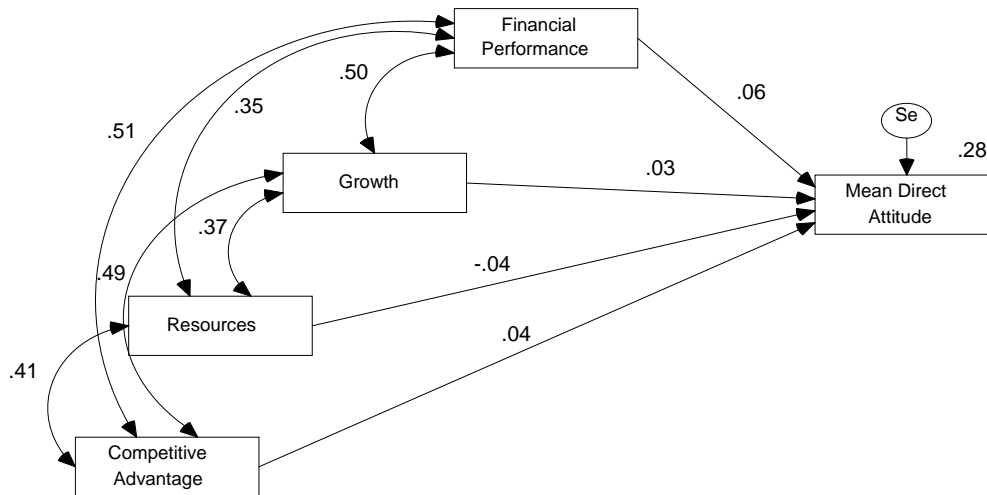 Financial
Performance
.50
.06
.35
Se
.51
.28
Growth
.03
Mean Direct
Attitude
.37
-.04
.49
Resources
.04
.41
Competitive
Advantage